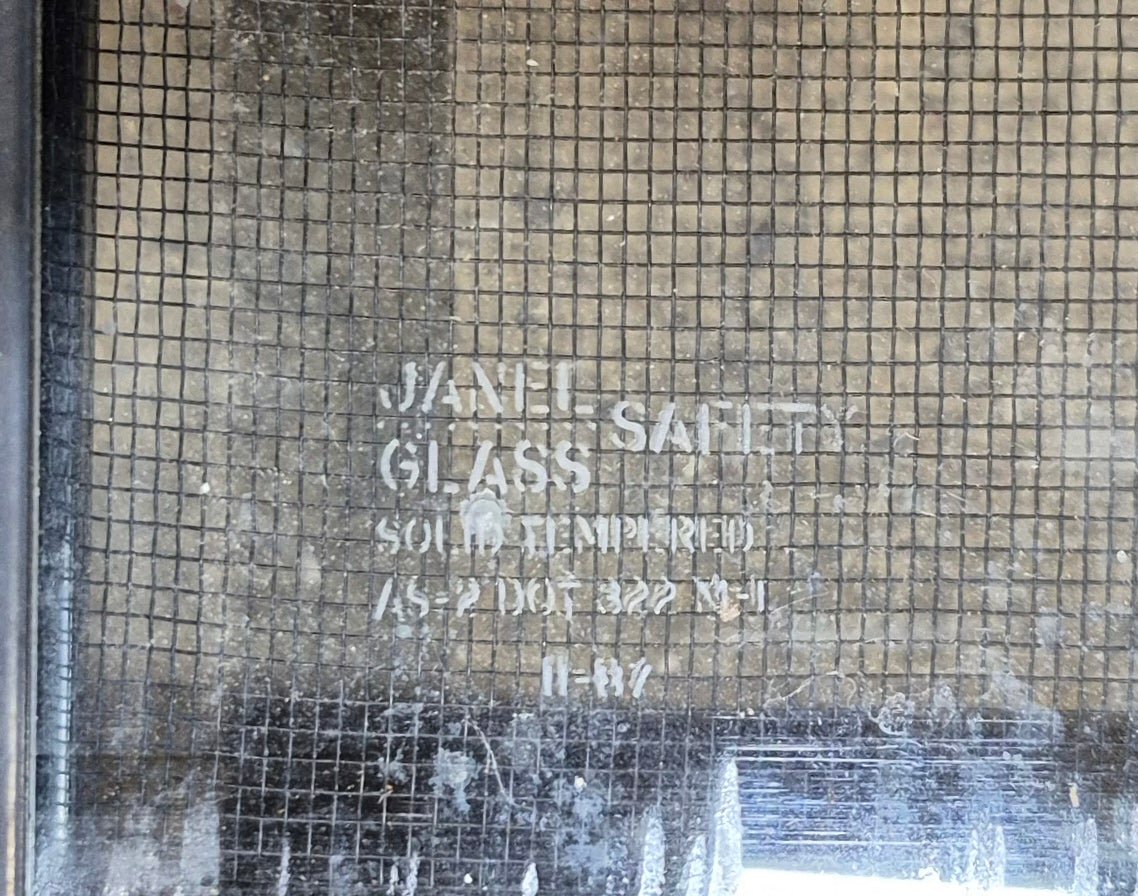 JANEL SAFETY
GLASS
SOLID TEMPERED
AS-2 DOT 322 M-1
11-87